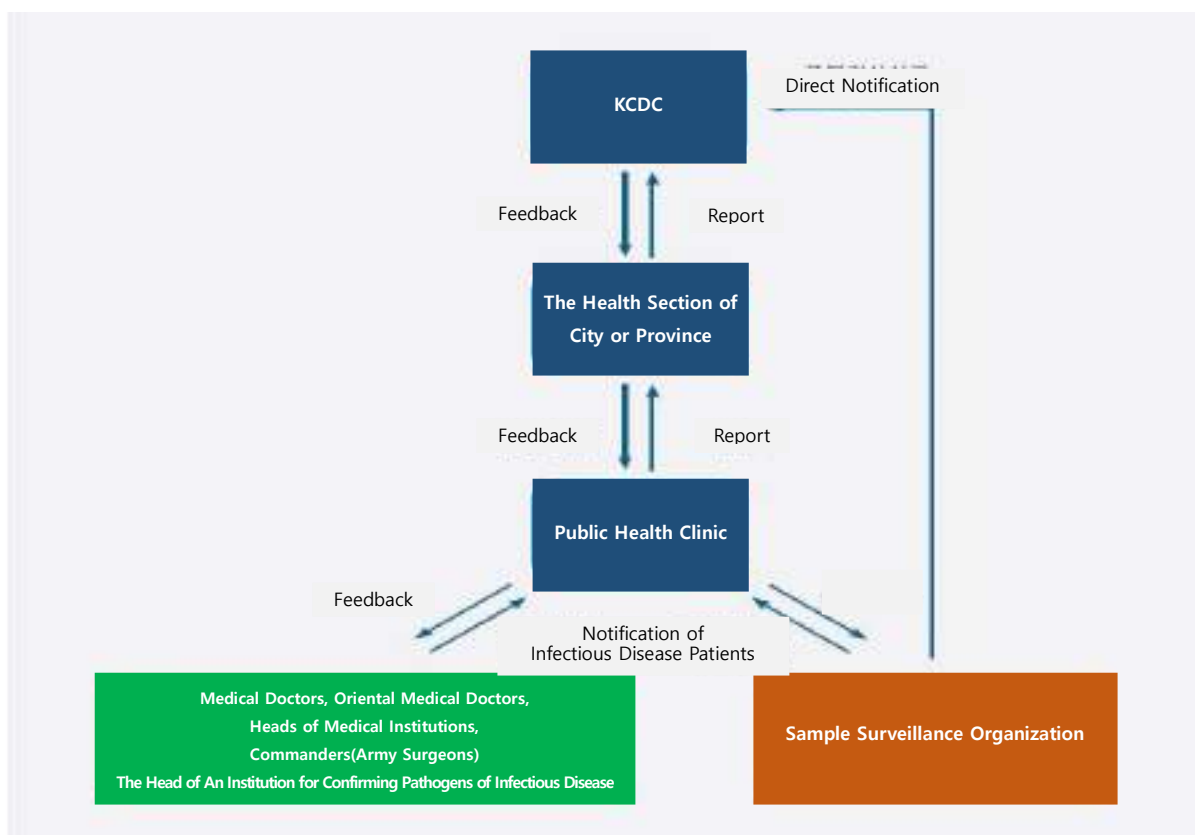 KCDC
Direct Notification
Feedback
Report
The Health Section of
City or Province
Feedback
Report
Public Health Clinic
Feedback
Notification of
Infectious Disease Patients
Medical Doctors, Oriental Medical Doctors,
Heads of Medical Institutions,
Commanders(Army Surgeons)
The Head of An Institution for Confirming Pathogens of Infectious Disease
Sample Surveillance Organization